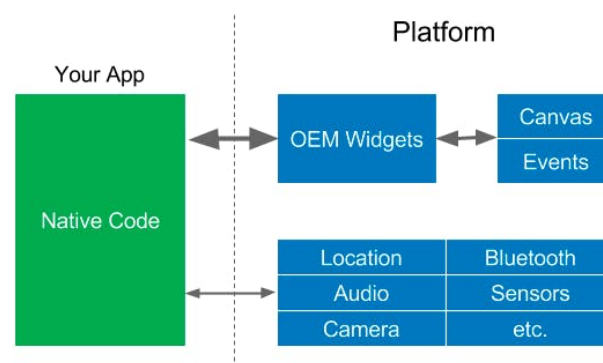 Platform
Your App
Native Code
OEM Widgets
Canvas
Events
Location Bluetooth
Audio Sensors
Camera etc.